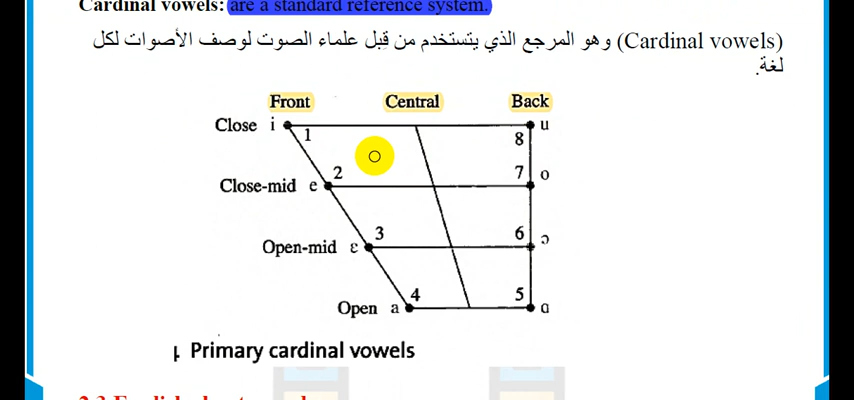 Cardinal vowels: are a standard reference system.
(Cardinal vowels) وهو المرجع الذي يتستخدم من قبل علماء الصوت لوصف الأصوات لكل
لغة.
Front Central Back
Close i 1 8 u
Close-mid e 2 7 o
Open-mid ɛ 3 6 ɔ
Open a 4 5 ɑ
Primary cardinal vowels